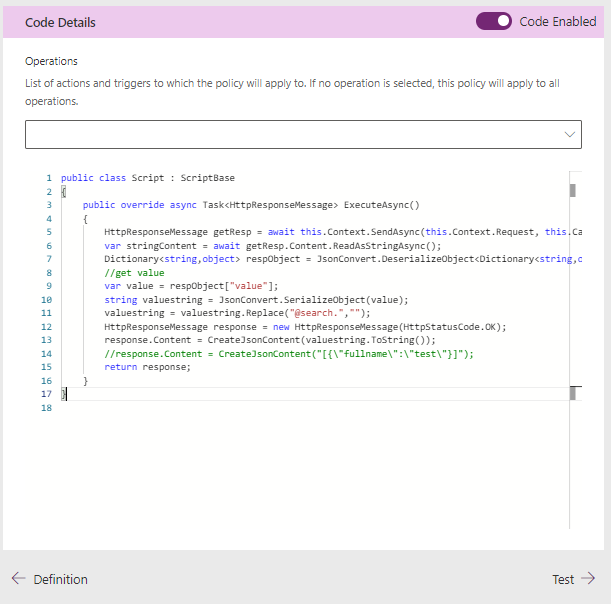 Code Details
Code Enabled
Operations
List of actions and triggers to which the policy will apply to. If no operation is selected, this policy will apply to all
operations.
1 public class Script : ScriptBase
2 {
3 public override async Task<HttpResponseMessage> ExecuteAsync()
4 {
5 HttpResponseMessage getResp = await this.Context.SendAsync(this.Context.Request, this.Ca
6 var stringContent = await getResp.Content.ReadAsStringAsync();
7 Dictionary<string,object> respObject = JsonConvert.DeserializeObject<Dictionary<string,o
8 //get value
9 var value = respObject["value"];
10 string valuestring = JsonConvert.SerializeObject(value);
11 valuestring = valuestring.Replace("@search.","");
12 HttpResponseMessage response = new HttpResponseMessage(HttpStatusCode.OK);
13 response.Content = CreateJsonContent(valuestring.ToString());
14 //response.Content = CreateJsonContent("[{\"fullname\":\"test\"}]");
15 return response;
16 }
17 }
18
Definition
Test